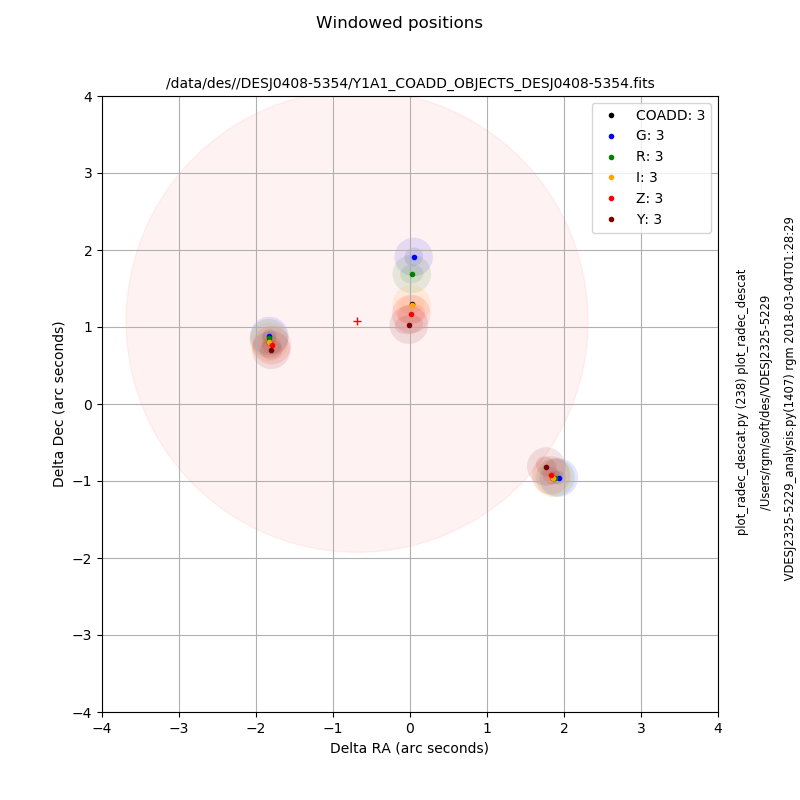 Windowed positions
/data/des//DESJ0408-5354/Y1A1_COADD_OBJECTS_DESJ0408-5354.fits
COADD: 3
G: 3
R: 3
I: 3
Z: 3
Y: 3
4
3
2
1
0
−1
−2
−3
−4
Delta Dec (arc seconds)
−4
−3
−2
−1
0
1
2
3
4
Delta RA (arc seconds)
plot_radec_descat.py (238) plot_radec_descat
/Users/rgm/soft/des/VDESJ2325-5229
VDESJ2325-5229_analysis.py(1407) rgm 2018-03-04T01:28:29